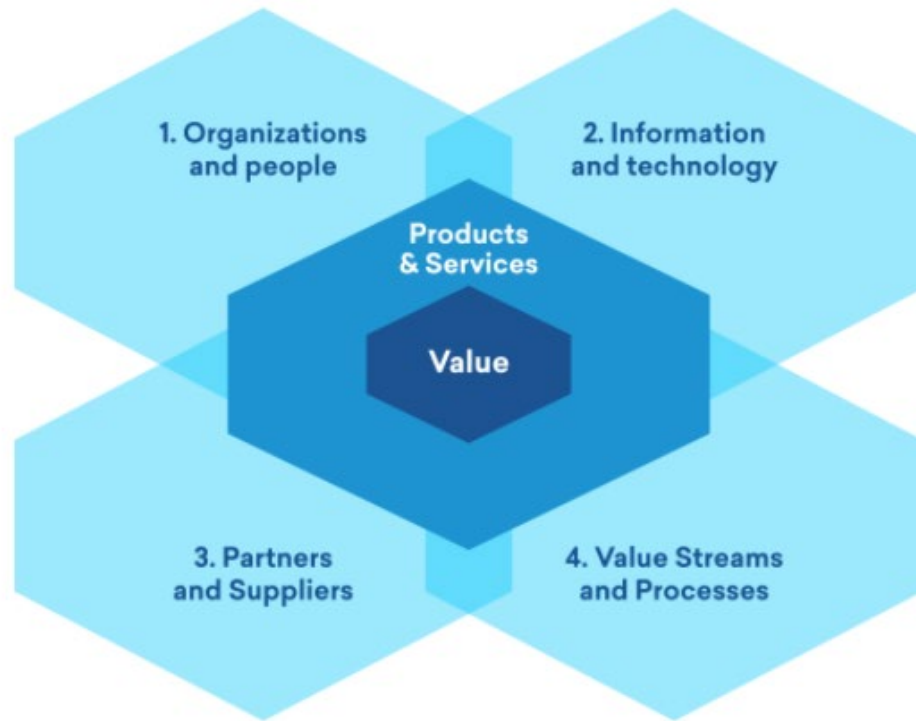 1. Organizations
and people
2. Information
and technology
Products
& Services
Value
3. Partners
and Suppliers
4. Value Streams
and Processes